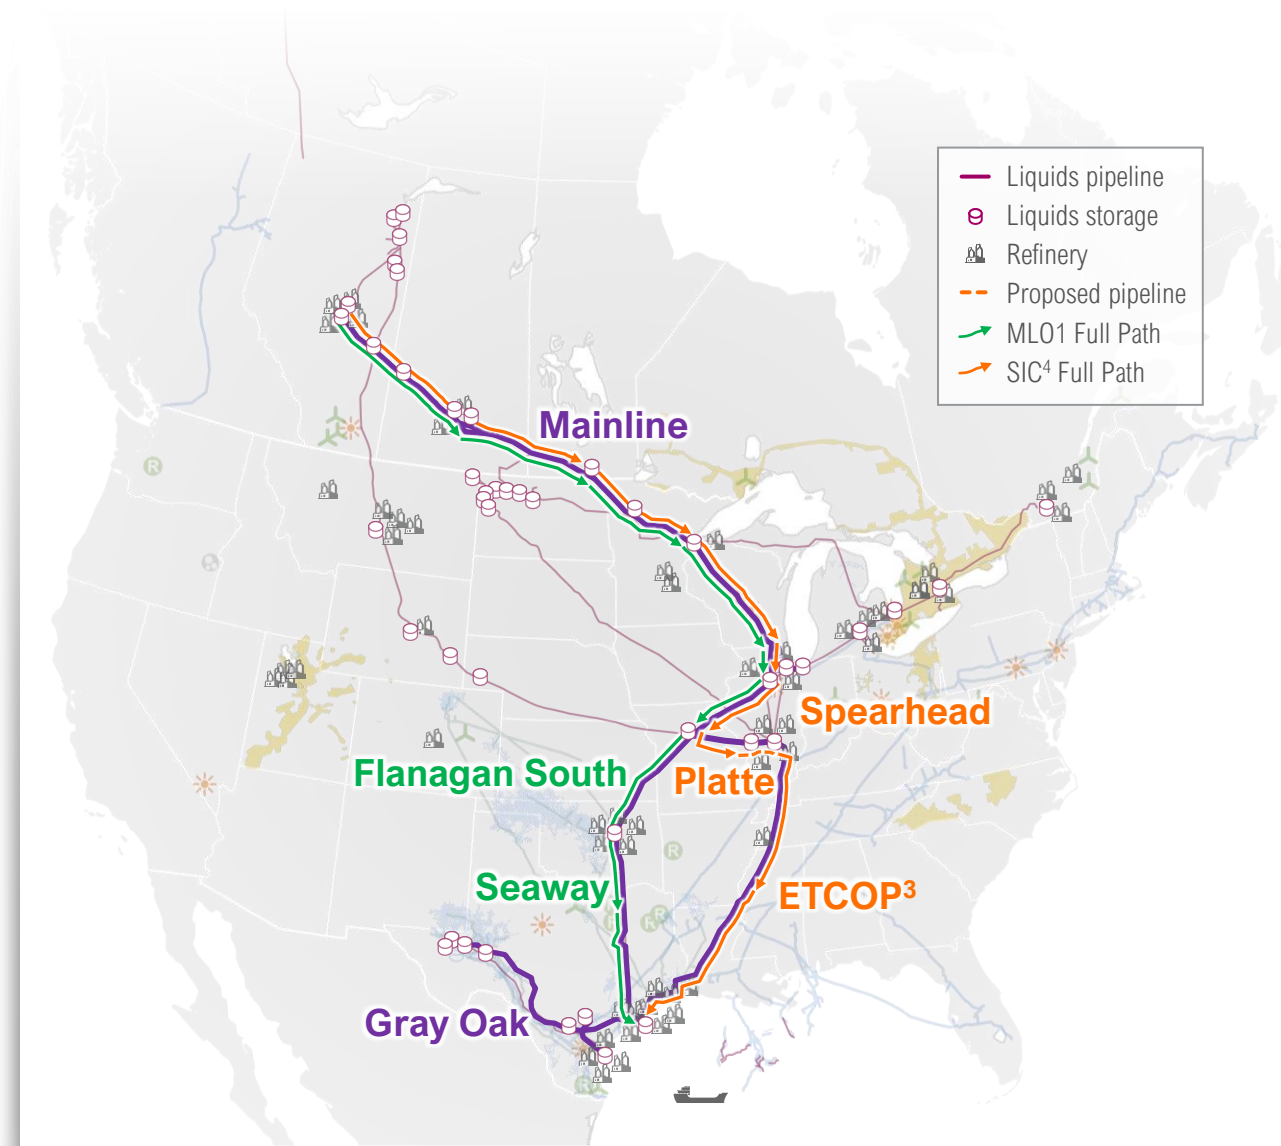 Liquids pipeline
Liquids storage
Refinery
Proposed pipeline
MLO1 Full Path
SIC⁴ Full Path
Mainline
R
Spearhead
Flanagan South
Platte
R
Seaway
ETCOP³
R
R
Gray Oak
R